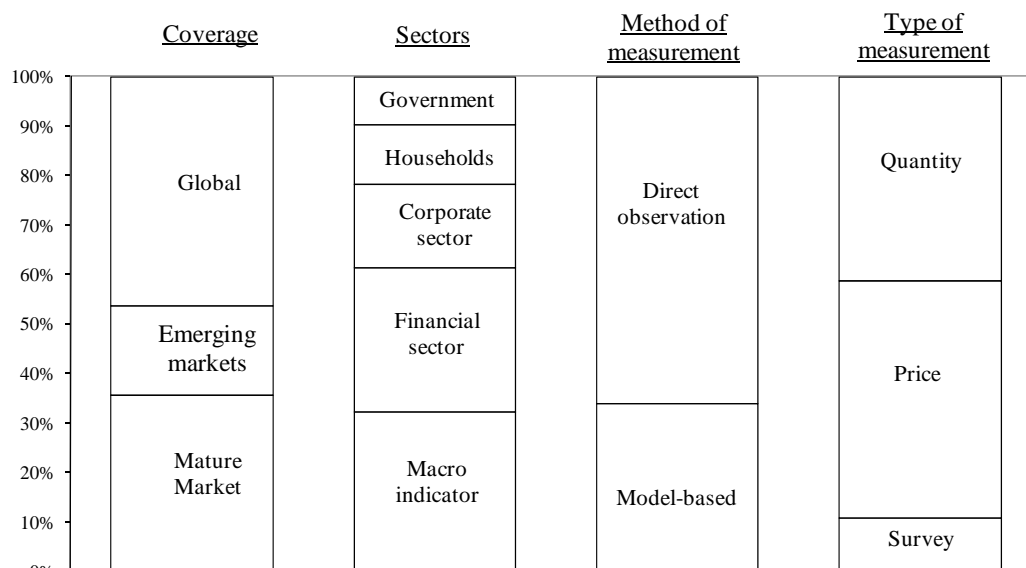 Coverage
Sectors
Method of
measurement
Type of
measurement
100%
90%
80%
70%
60%
50%
40%
30%
20%
10%
0%
Global
Emerging
markets
Mature
Market
Government
Households
Corporate
sector
Financial
sector
Macro
indicator
Direct
observation
Model-based
Quantity
Price
Survey